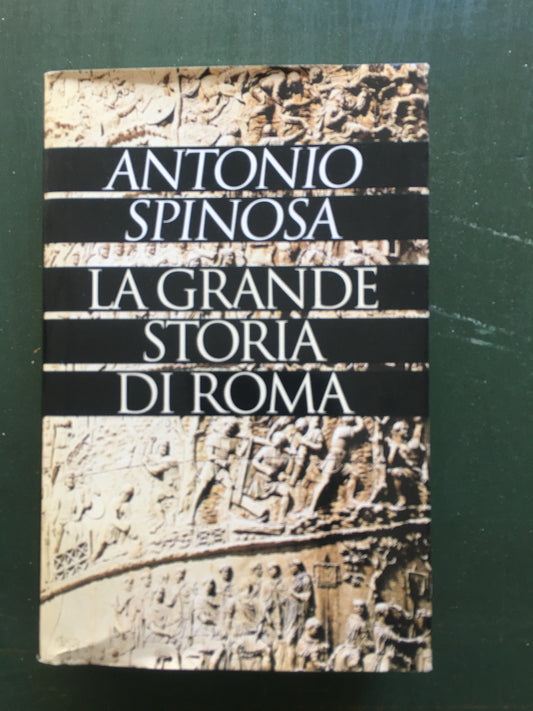 ANTONIO
SPINOSA
LA GRANDE
STORIA
DI ROMA